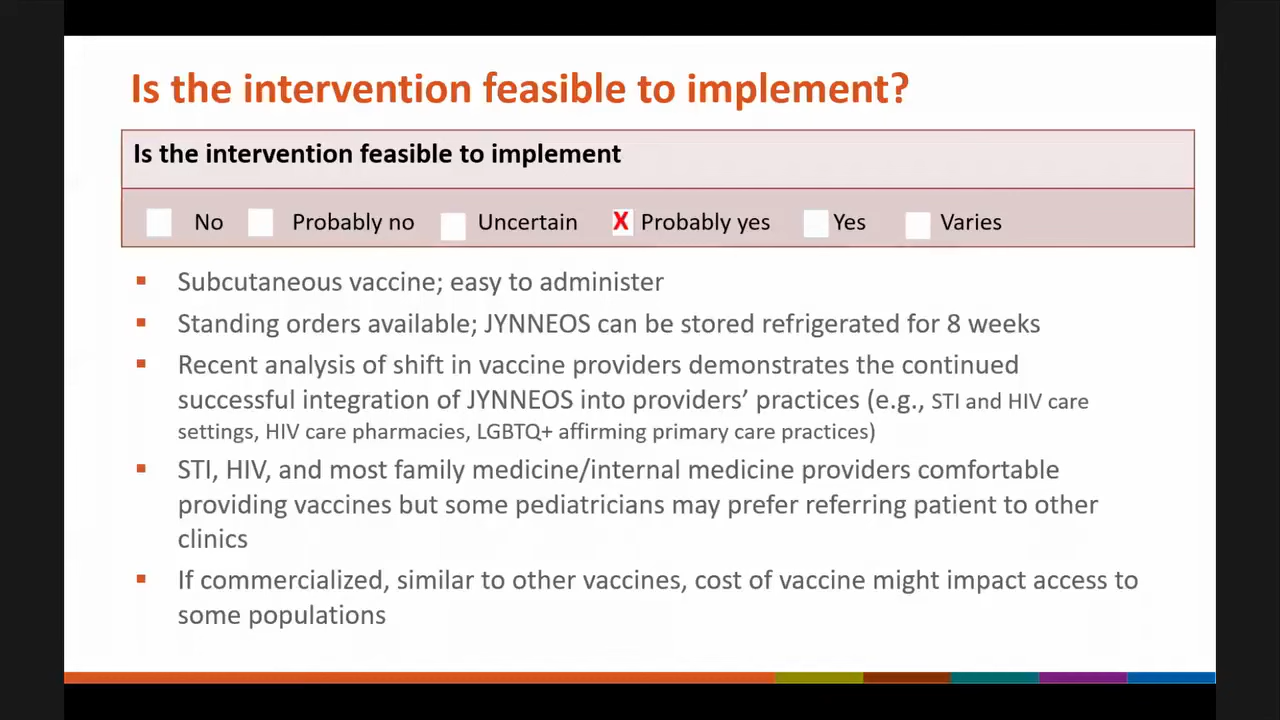 Is the intervention feasible to implement?
Is the intervention feasible to implement
No Probably no Uncertain X Probably yes Yes Varies
▪ Subcutaneous vaccine; easy to administer
▪ Standing orders available; JYNNEOS can be stored refrigerated for 8 weeks
▪ Recent analysis of shift in vaccine providers demonstrates the continued
successful integration of JYNNEOS into providers’ practices (e.g., STI and HIV care
settings, HIV care pharmacies, LGBTQ+ affirming primary care practices)
▪ STI, HIV, and most family medicine/internal medicine providers comfortable
providing vaccines but some pediatricians may prefer referring patient to other
clinics
▪ If commercialized, similar to other vaccines, cost of vaccine might impact access to
some populations